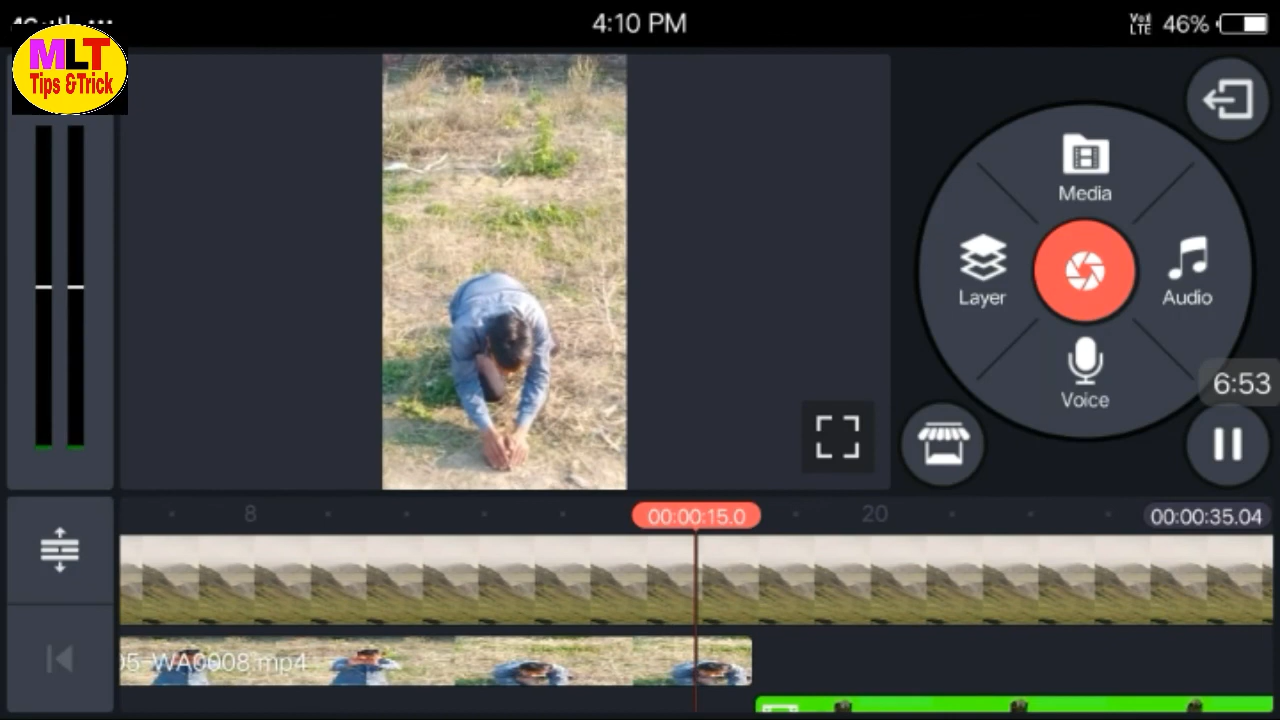 4:10 PM
VoLTE 46%
MLT
Tips &Trick
Media
Layer
Audio
Voice
6:53
8
00:00:15.0
20
00:00:35.04
05-WA0008.mp4